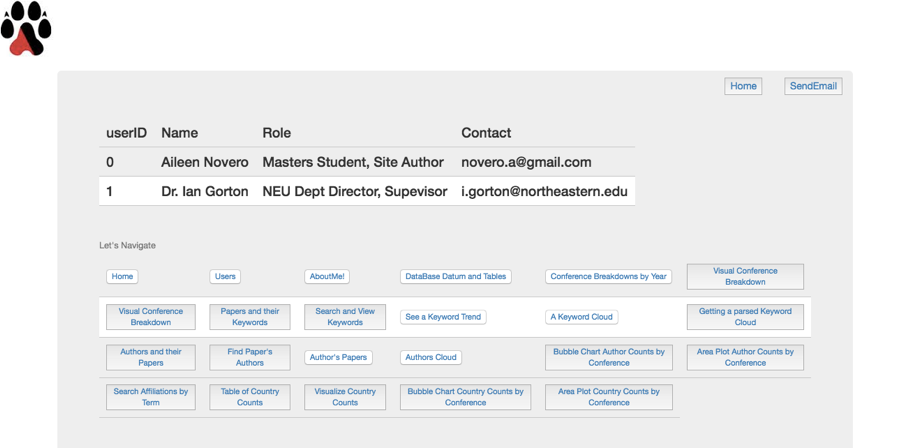 Home SendEmail
userID Name Role Contact
0 Aileen Novero Masters Student, Site Author novero.a@gmail.com
1 Dr. Ian Gorton NEU Dept Director, Supevisor i.gorton@northeastern.edu
Let's Navigate
Home Users AboutMe! DataBase Datum and Tables Conference Breakdowns by Year Visual Conference
Breakdown
Visual Conference
Breakdown
Papers and their
Keywords
Search and View
Keywords
See a Keyword Trend
A Keyword Cloud
Getting a parsed Keyword
Cloud
Authors and their
Papers
Find Paper's
Authors
Author's Papers
Authors Cloud
Bubble Chart Author Counts by
Conference
Area Plot Author Counts by
Conference
Search Affiliations by
Term
Table of Country
Counts
Visualize Country
Counts
Bubble Chart Country Counts by
Conference
Area Plot Country Counts by
Conference